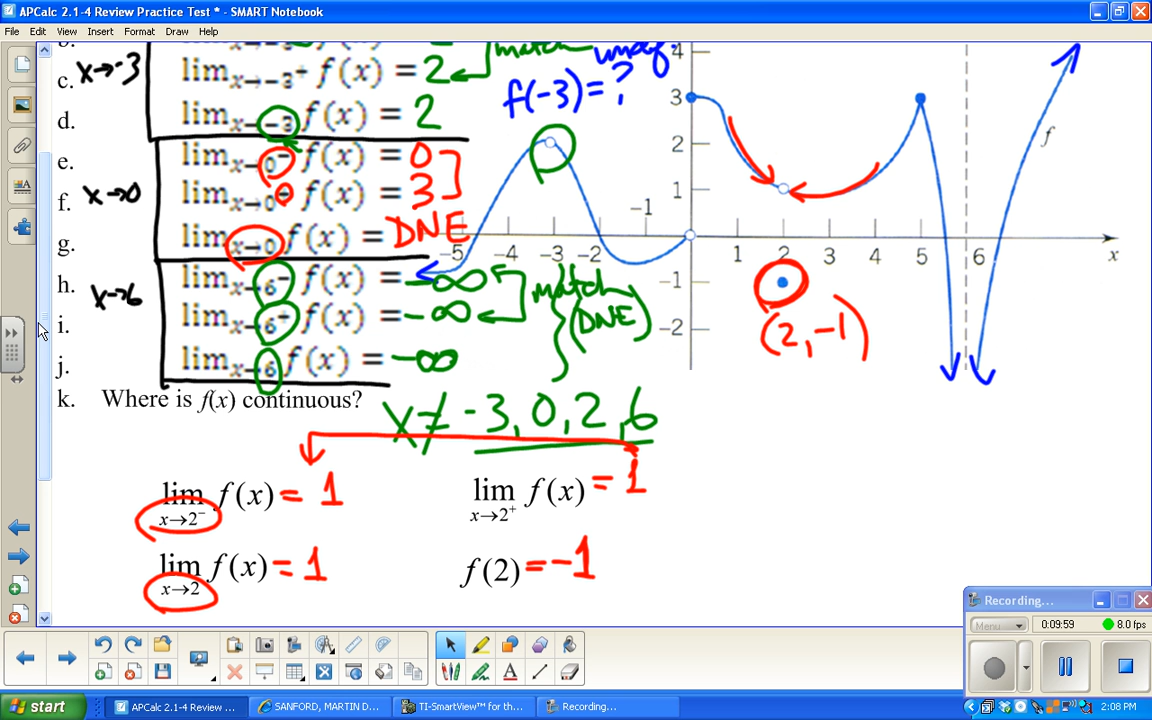 APCalc 2.1-4 Review Practice Test * - SMART Notebook
File Edit View Insert Format Draw Help
c. x→-3 lim x→-3⁺ f(x) = 2 match
f(-3)=?
d. lim x→-3 f(x) = 2
e. lim x→0⁻ f(x) = 0
f. x→0 lim x→0 f(x) = 3
g. lim x→0 f(x) = DNE
h. lim x→6⁻ f(x) = -∞ match
i. x→6 lim x→6⁺ f(x) = -∞ (DNE)
j. lim x→6 f(x) = -∞
4
3
2
1
-1
-2
-5 -4 -3 -2 -1 1 2 3 4 5 6 x
f
(2,-1)
k. Where is f(x) continuous? x ≠ -3, 0, 2, 6
lim x→2⁻ f(x) = 1 lim x→2⁺ f(x) = 1
lim x→2 f(x) = 1 f(2) = -1
Recording...
Menu 0:09:59 8.0 fps
start APCalc 2.1-4 Review ... SANFORD, MARTIN D... TI-SmartView™ for th... Recording... 2:08 PM